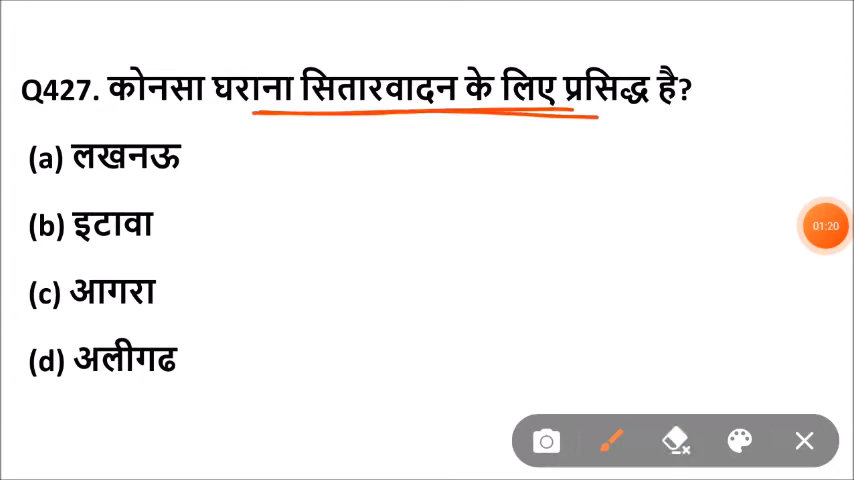 Q427. कोनसा घराना सितारवादन के लिए प्रसिद्ध है?
(a) लखनऊ
(b) इटावा
(c) आगरा
(d) अलीगढ
01:20